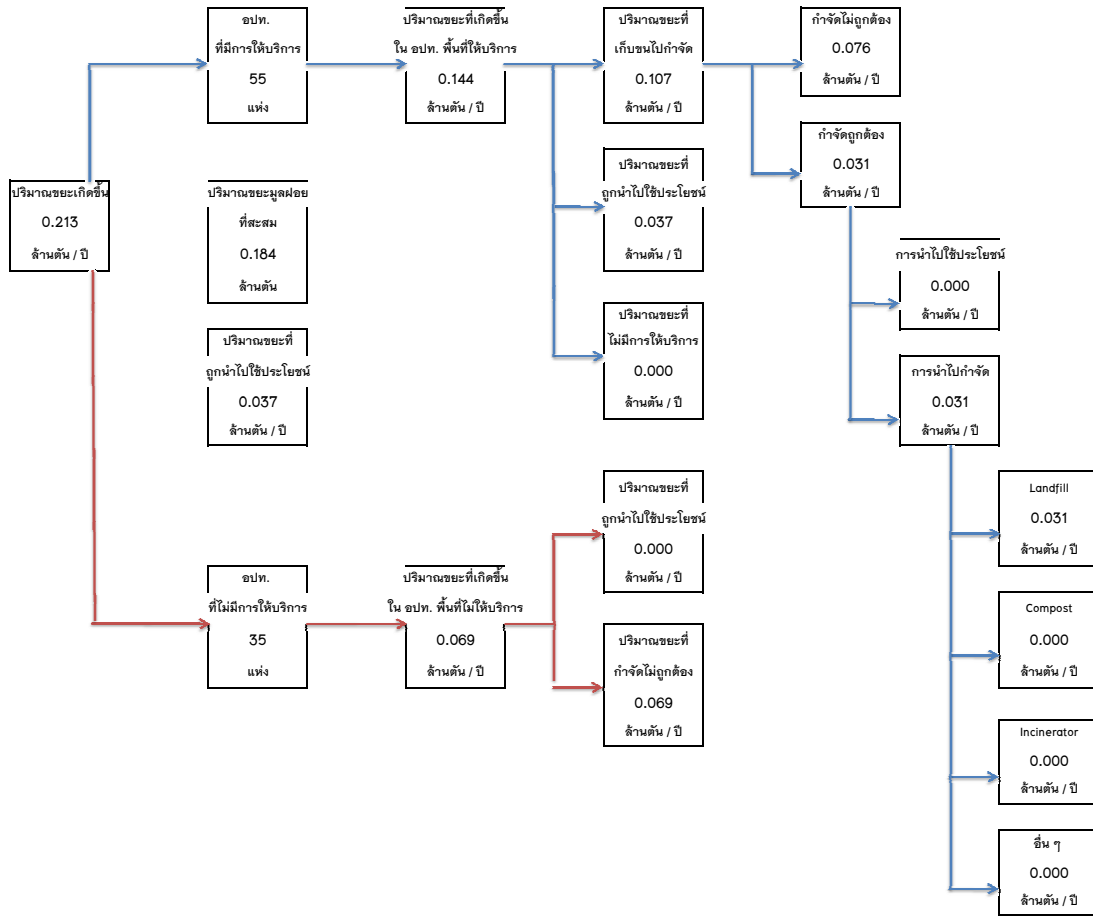 อปท.
ที่มีการให้บริการ
55
แห่ง
ปริมาณขยะที่เกิดขึ้น
ใน อปท. พื้นที่ให้บริการ
0.144
ล้านตัน / ปี
ปริมาณขยะที่
เก็บขนไปกำจัด
0.107
ล้านตัน / ปี
กำจัดไม่ถูกต้อง
0.076
ล้านตัน / ปี
กำจัดถูกต้อง
0.031
ล้านตัน / ปี
ปริมาณขยะเกิดขึ้น
0.213
ล้านตัน / ปี
ปริมาณขยะมูลฝอย
ที่สะสม
0.184
ล้านตัน
ปริมาณขยะที่
ถูกนำไปใช้ประโยชน์
0.037
ล้านตัน / ปี
การนำไปใช้ประโยชน์
0.000
ล้านตัน / ปี
ปริมาณขยะที่
ถูกนำไปใช้ประโยชน์
0.037
ล้านตัน / ปี
ปริมาณขยะที่
ไม่มีการให้บริการ
0.000
ล้านตัน / ปี
การนำไปกำจัด
0.031
ล้านตัน / ปี
ปริมาณขยะที่
ถูกนำไปใช้ประโยชน์
0.000
ล้านตัน / ปี
Landfill
0.031
ล้านตัน / ปี
อปท.
ที่ไม่มีการให้บริการ
35
แห่ง
ปริมาณขยะที่เกิดขึ้น
ใน อปท. พื้นที่ไม่ให้บริการ
0.069
ล้านตัน / ปี
ปริมาณขยะที่
กำจัดไม่ถูกต้อง
0.069
ล้านตัน / ปี
Compost
0.000
ล้านตัน / ปี
Incinerator
0.000
ล้านตัน / ปี
อื่น ๆ
0.000
ล้านตัน / ปี